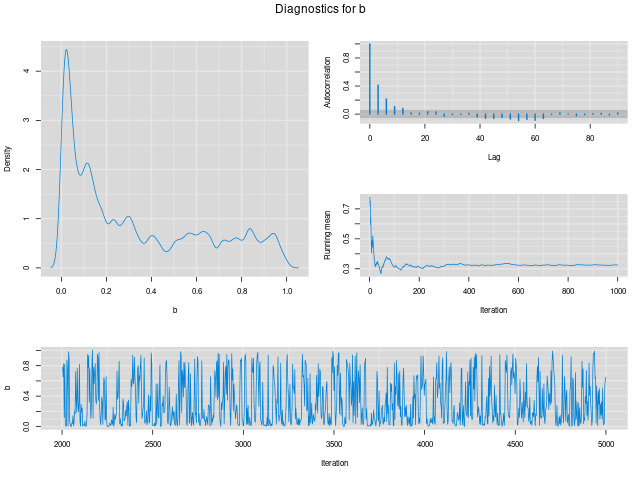 Diagnostics for b
Density
0 1 2 3 4
0.0 0.2 0.4 0.6 0.8 1.0
b
Autocorrelation
0.0 0.4 0.8
0 20 40 60 80
Lag
Running mean
0.3 0.5 0.7
0 200 400 600 800 1000
Iteration
b
0.0 0.4 0.8
2000 2500 3000 3500 4000 4500 5000
Iteration